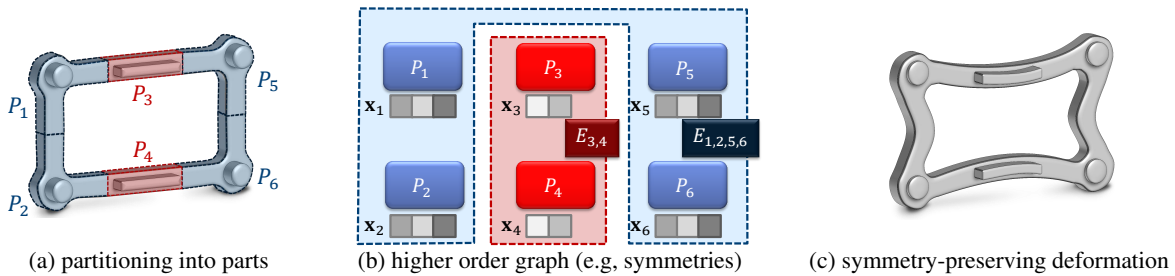 P1
P2
P3
P4
P5
P6
P1
x1
P3
x3
P5
x5
E3,4
E1,2,5,6
P2
x2
P4
x4
P6
x6
(a) partitioning into parts
(b) higher order graph (e.g, symmetries)
(c) symmetry-preserving deformation